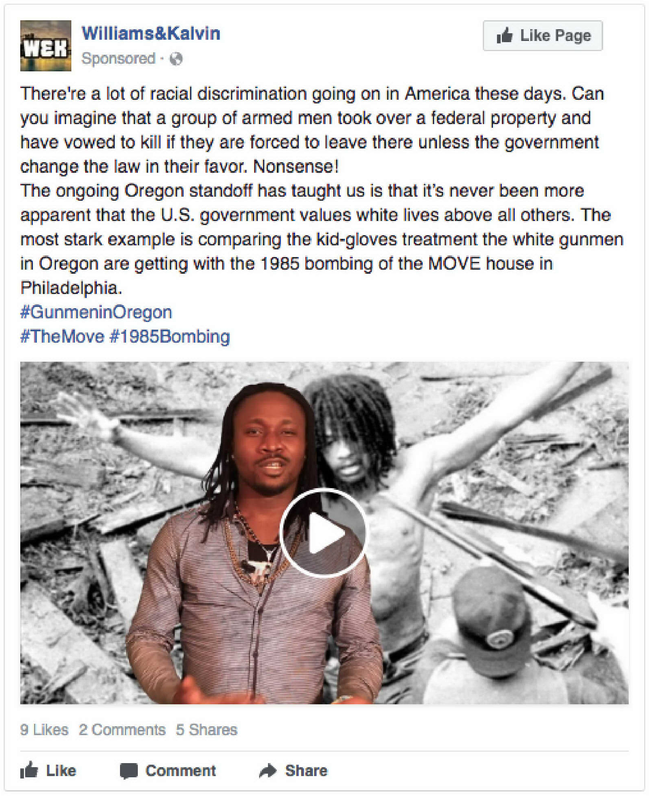 W&K
Williams&Kalvin
Sponsored ·
Like Page
There're a lot of racial discrimination going on in America these days. Can
you imagine that a group of armed men took over a federal property and
have vowed to kill if they are forced to leave there unless the government
change the law in their favor. Nonsense!
The ongoing Oregon standoff has taught us is that it's never been more
apparent that the U.S. government values white lives above all others. The
most stark example is comparing the kid-gloves treatment the white gunmen
in Oregon are getting with the 1985 bombing of the MOVE house in
Philadelphia.
#GunmeninOregon
#TheMove #1985Bombing
9 Likes 2 Comments 5 Shares
Like Comment Share